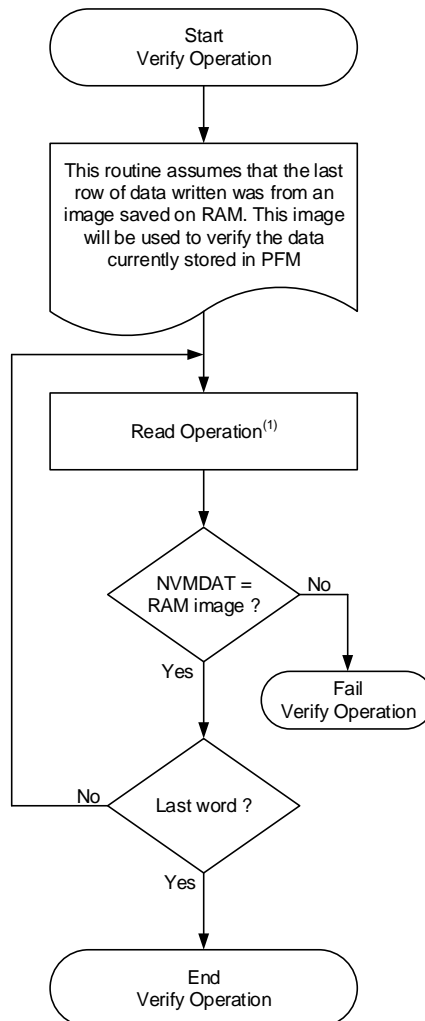 Start
Verify Operation
This routine assumes that the last
row of data written was from an
image saved on RAM. This image
will be used to verify the data
currently stored in PFM
Read Operation(1)
NVMDAT =
RAM image ?
No
Yes
Fail
Verify Operation
No
Last word ?
Yes
End
Verify Operation